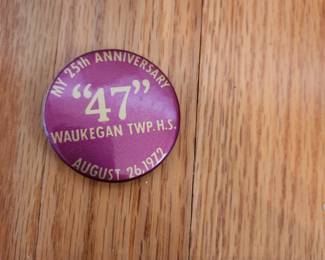 MY 25th ANNIVERSARY
"47"
WAUKEGAN TWP. H.S.
AUGUST 26, 1972